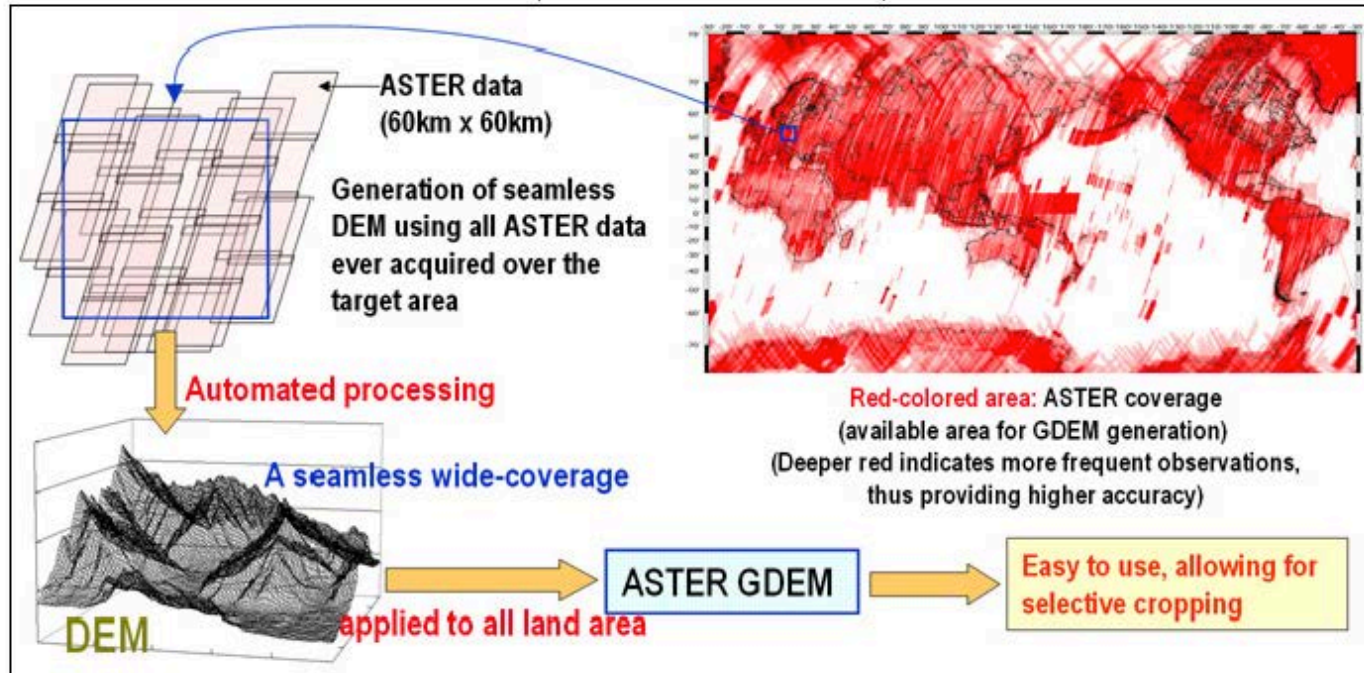 ASTER data
(60km x 60km)
Generation of seamless
DEM using all ASTER data
ever acquired over the
target area
Automated processing
A seamless wide-coverage
DEM
applied to all land area
Red-colored area: ASTER coverage
(available area for GDEM generation)
(Deeper red indicates more frequent observations,
thus providing higher accuracy)
ASTER GDEM
Easy to use, allowing for
selective cropping